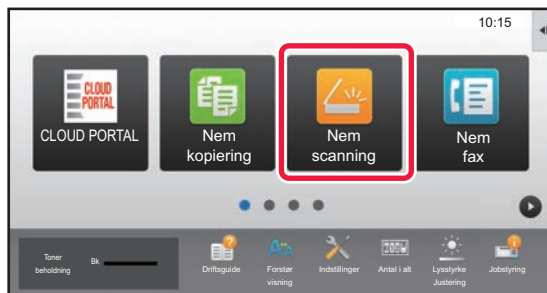 10:15
CLOUD
PORTAL
CLOUD PORTAL
Nem
kopiering
Nem
scanning
Nem
fax
Toner
beholdning
Bk
Driftsguide
Forstør
visning
Indstillinger
Antal i alt
Lysstyrke
Justering
Jobstyring